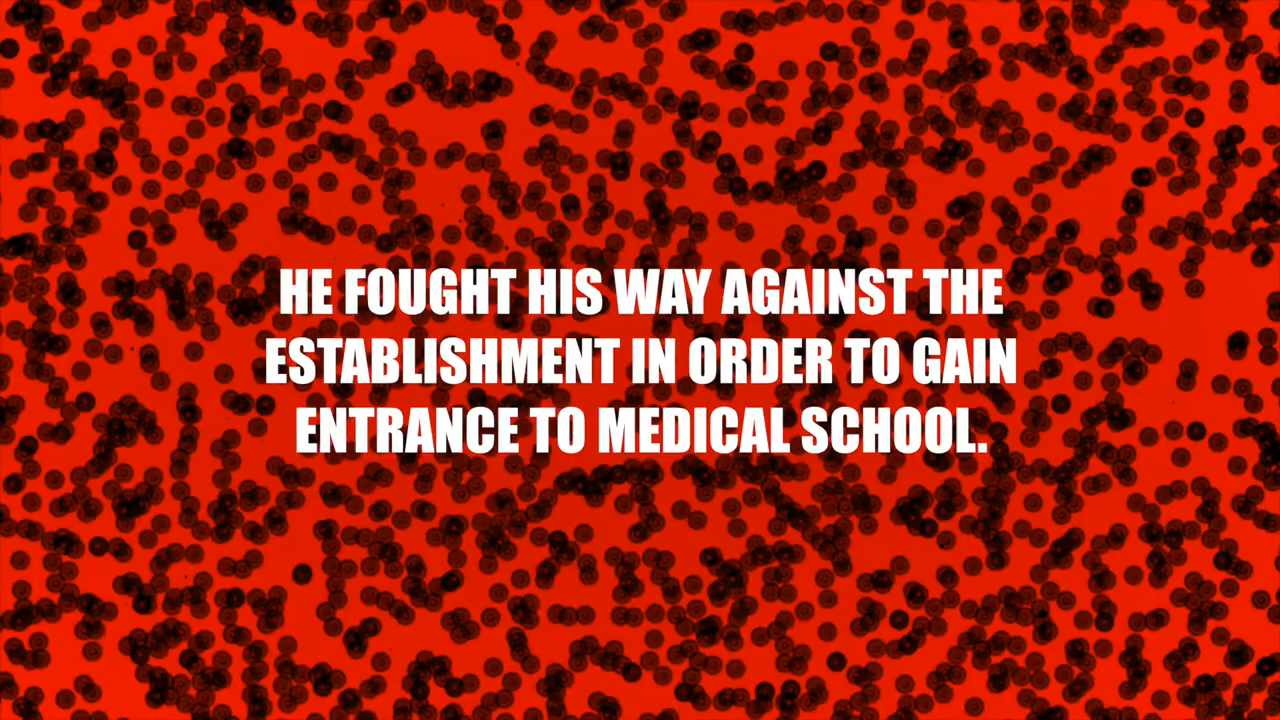 HE FOUGHT HIS WAY AGAINST THE
ESTABLISHMENT IN ORDER TO GAIN
ENTRANCE TO MEDICAL SCHOOL.